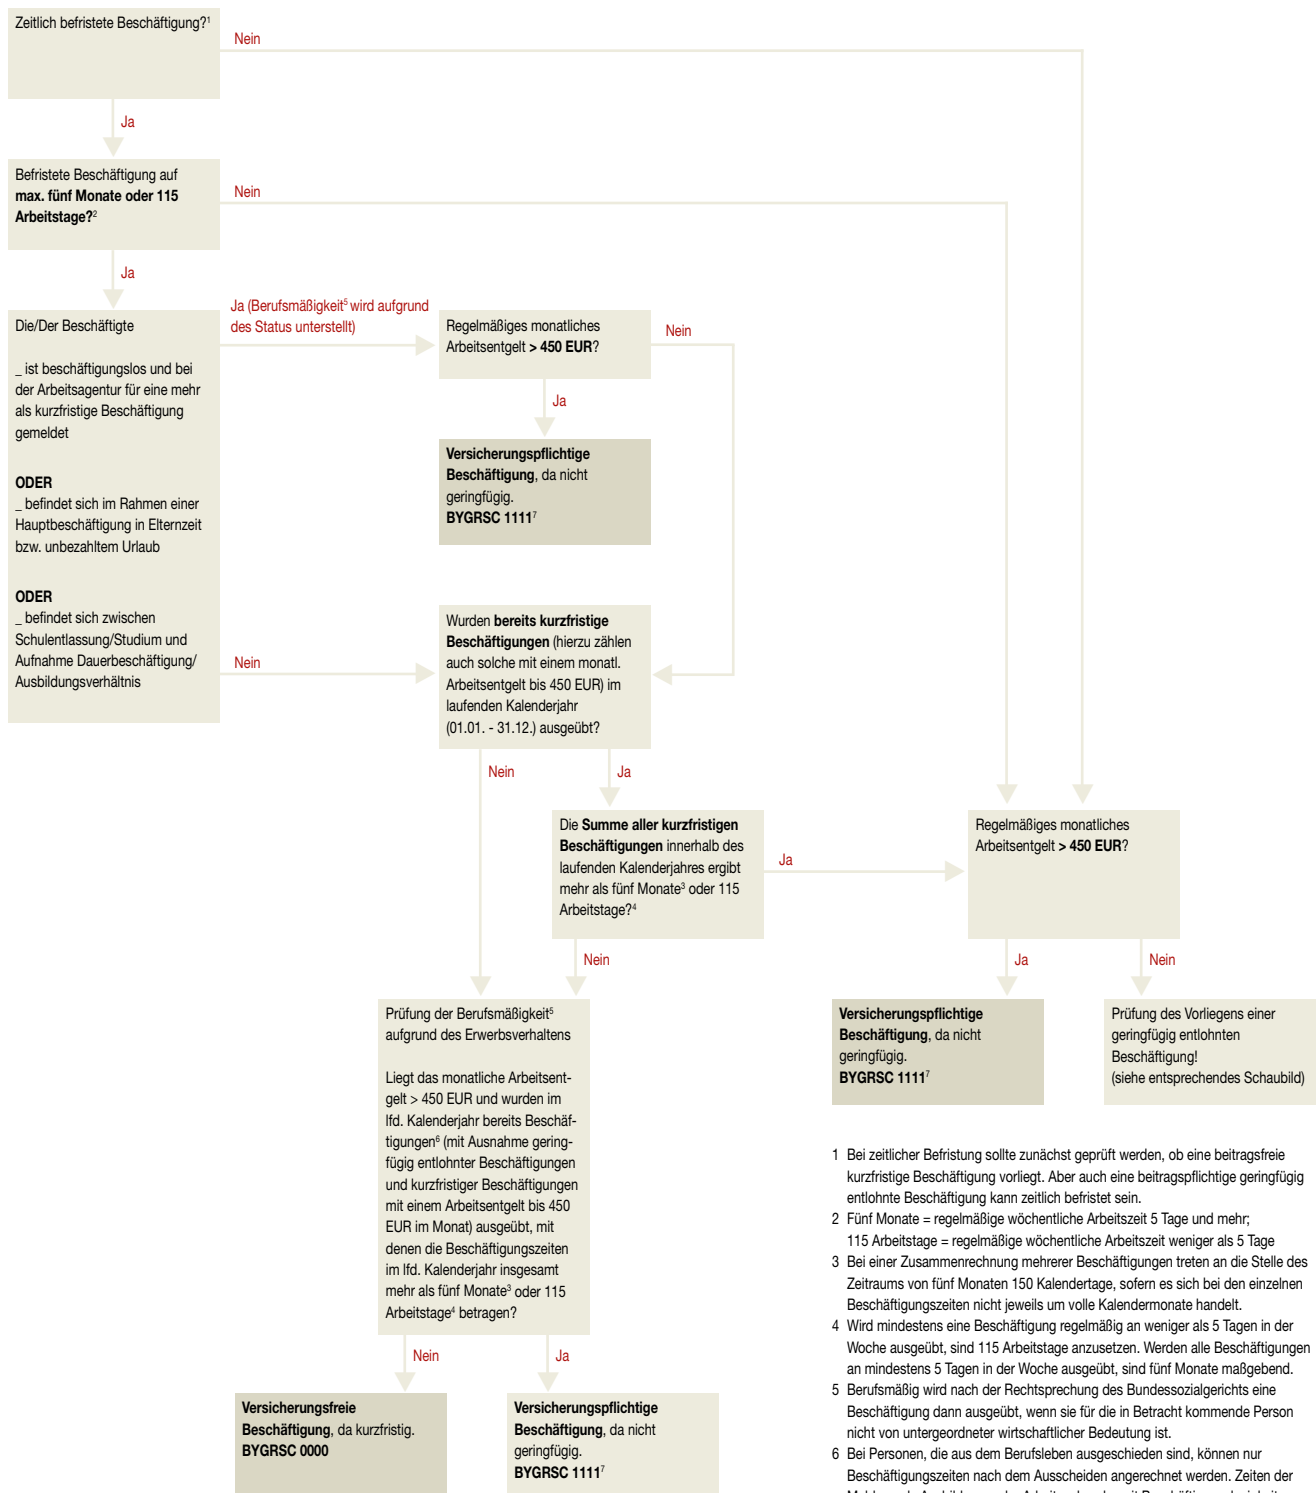 Zeitlich befristete Beschäftigung?¹
Nein
Ja
Befristete Beschäftigung auf
max. fünf Monate oder 115
Arbeitstage?²
Nein
Ja
Die/Der Beschäftigte
_ ist beschäftigungslos und bei
der Arbeitsagentur für eine mehr
als kurzfristige Beschäftigung
gemeldet
ODER
_ befindet sich im Rahmen einer
Hauptbeschäftigung in Elternzeit
bzw. unbezahltem Urlaub
ODER
_ befindet sich zwischen
Schulentlassung/Studium und
Aufnahme Dauerbeschäftigung/
Ausbildungsverhältnis
Ja (Berufsmäßigkeit⁵ wird aufgrund
des Status unterstellt)
Regelmäßiges monatliches
Arbeitsentgelt > 450 EUR?
Nein
Ja
Versicherungspflichtige
Beschäftigung, da nicht
geringfügig.
BYGRSC 1111⁷
Nein
Wurden bereits kurzfristige
Beschäftigungen (hierzu zählen
auch solche mit einem monatl.
Arbeitsentgelt bis 450 EUR) im
laufenden Kalenderjahr
(01.01. - 31.12.) ausgeübt?
Nein
Ja
Die Summe aller kurzfristigen
Beschäftigungen innerhalb des
laufenden Kalenderjahres ergibt
mehr als fünf Monate³ oder 115
Arbeitstage?⁴
Ja
Nein
Regelmäßiges monatliches
Arbeitsentgelt > 450 EUR?
Ja
Nein
Versicherungspflichtige
Beschäftigung, da nicht
geringfügig.
BYGRSC 1111⁷
Prüfung des Vorliegens einer
geringfügig entlohnten
Beschäftigung!
(siehe entsprechendes Schaubild)
Prüfung der Berufsmäßigkeit⁵
aufgrund des Erwerbsverhaltens
Liegt das monatliche Arbeitsent-
gelt > 450 EUR und wurden im
lfd. Kalenderjahr bereits Beschäf-
tigungen⁶ (mit Ausnahme gering-
fügig entlohnter Beschäftigungen
und kurzfristiger Beschäftigungen
mit einem Arbeitsentgelt bis 450
EUR im Monat) ausgeübt, mit
denen die Beschäftigungszeiten
im lfd. Kalenderjahr insgesamt
mehr als fünf Monate³ oder 115
Arbeitstage⁴ betragen?
Nein
Ja
Versicherungsfreie
Beschäftigung, da kurzfristig.
BYGRSC 0000
Versicherungspflichtige
Beschäftigung, da nicht
geringfügig.
BYGRSC 1111⁷
1 Bei zeitlicher Befristung sollte zunächst geprüft werden, ob eine beitragsfreie
kurzfristige Beschäftigung vorliegt. Aber auch eine beitragspflichtige geringfügig
entlohnte Beschäftigung kann zeitlich befristet sein.
2 Fünf Monate = regelmäßige wöchentliche Arbeitszeit 5 Tage und mehr;
115 Arbeitstage = regelmäßige wöchentliche Arbeitszeit weniger als 5 Tage
3 Bei einer Zusammenrechnung mehrerer Beschäftigungen treten an die Stelle des
Zeitraums von fünf Monaten 150 Kalendertage, sofern es sich bei den einzelnen
Beschäftigungszeiten nicht jeweils um volle Kalendermonate handelt.
4 Wird mindestens eine Beschäftigung regelmäßig an weniger als 5 Tagen in der
Woche ausgeübt, sind 115 Arbeitstage anzusetzen. Werden alle Beschäftigungen
an mindestens 5 Tagen in der Woche ausgeübt, sind fünf Monate maßgebend.
5 Berufsmäßig wird nach der Rechtsprechung des Bundessozialgerichts eine
Beschäftigung dann ausgeübt, wenn sie für die in Betracht kommende Person
nicht von untergeordneter wirtschaftlicher Bedeutung ist.
6 Bei Personen, die aus dem Berufsleben ausgeschieden sind, können nur
Beschäftigungszeiten nach dem Ausscheiden angerechnet werden. Zeiten der